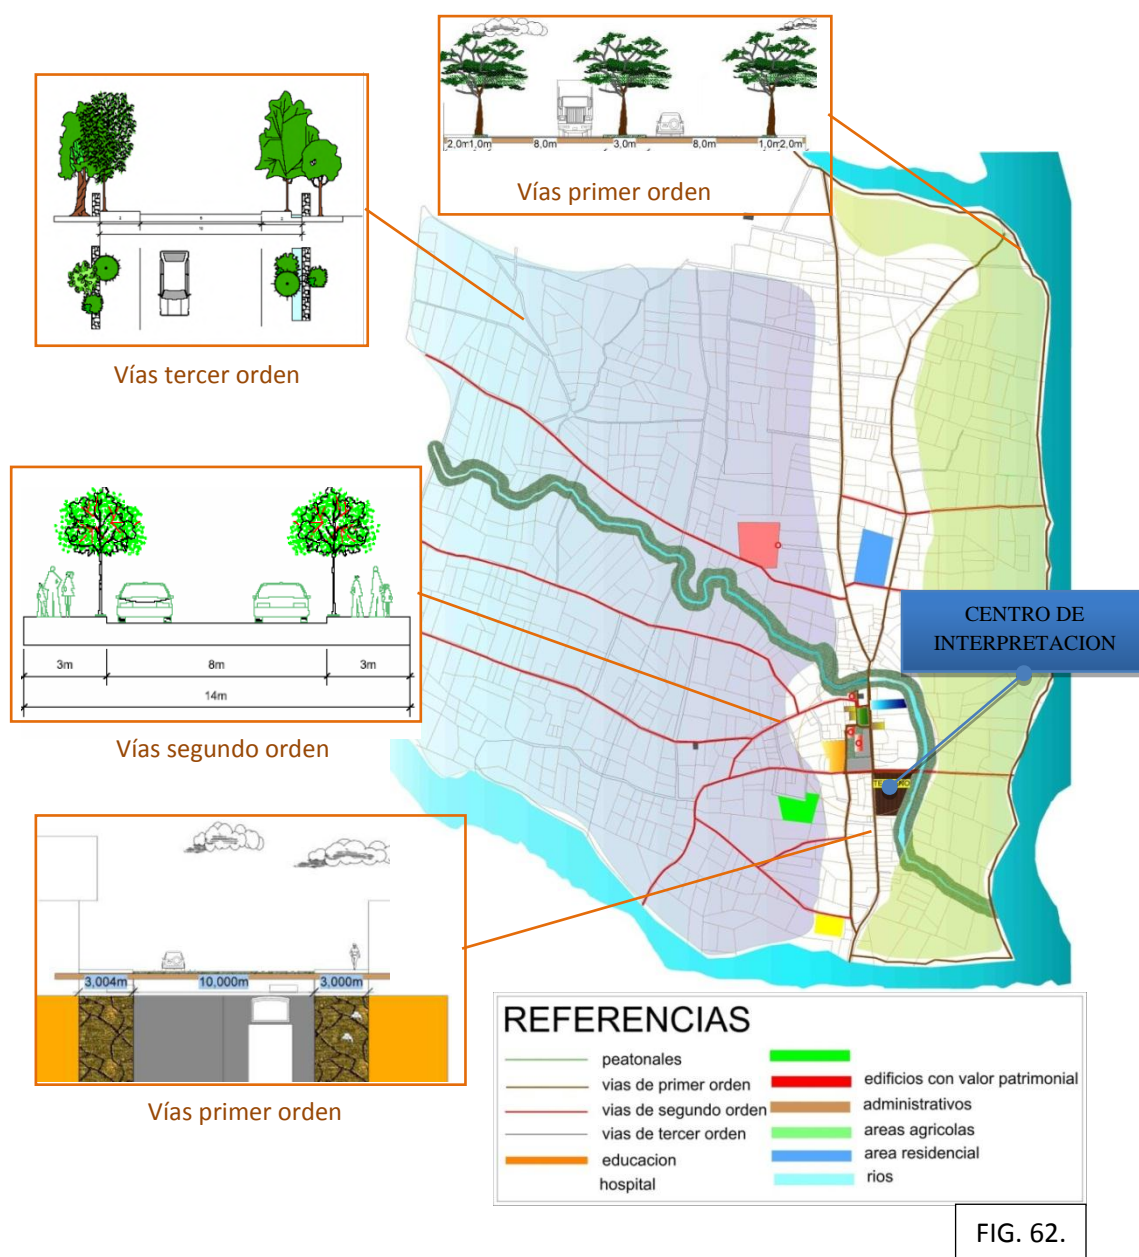 2,0m
1,0m
8,0m
3,0m
8,0m
1,0m
2,0m
Vías primer orden
Vías tercer orden
3m
8m
3m
14m
Vías segundo orden
CENTRO DE
INTERPRETACION
3,004m
10,000m
3,000m
Vías primer orden
REFERENCIAS
peatonales
vias de primer orden
vias de segundo orden
vias de tercer orden
educacion
hospital
edificios con valor patrimonial
administrativos
areas agricolas
area residencial
rios
FIG. 62.